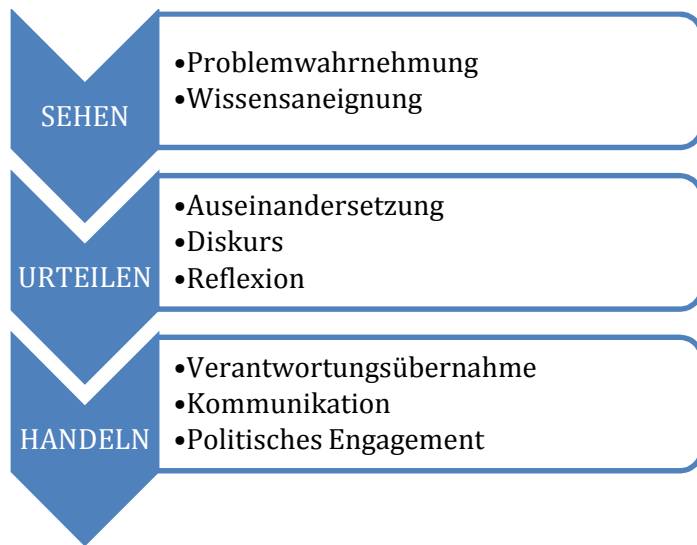 SEHEN
•Problemwahrnehmung
•Wissensaneignung
URTEILEN
•Auseinandersetzung
•Diskurs
•Reflexion
HANDELN
•Verantwortungsübernahme
•Kommunikation
•Politisches Engagement